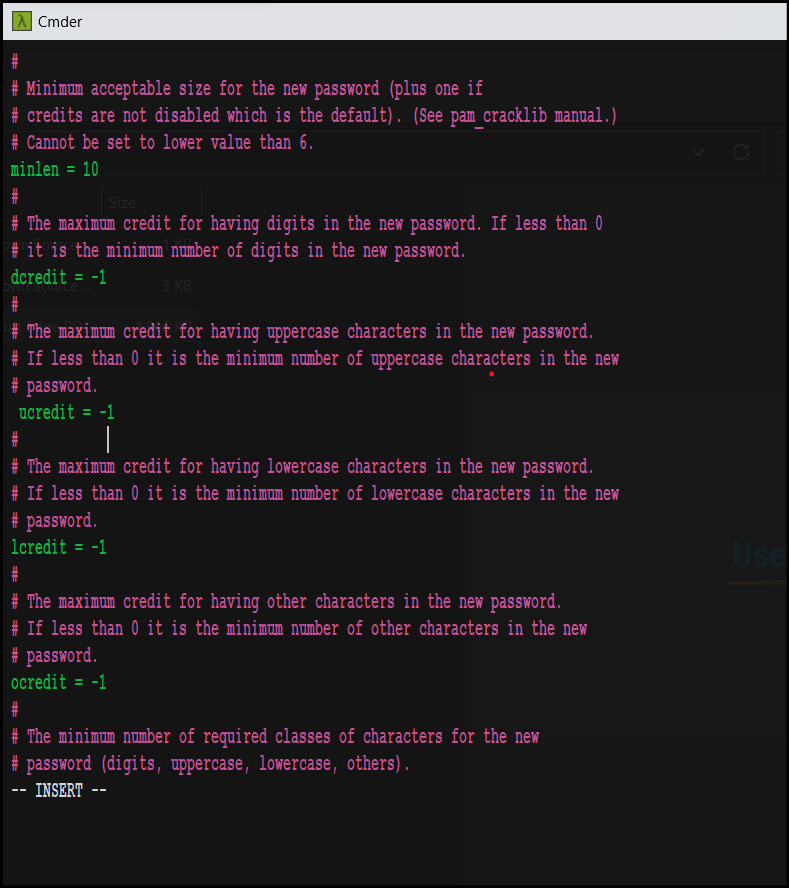 Cmder
#
# Minimum acceptable size for the new password (plus one if
# credits are not disabled which is the default). (See pam_cracklib manual.)
# Cannot be set to lower value than 6.
minlen = 10
#
Size
# The maximum credit for having digits in the new password. If less than 0
# it is the minimum number of digits in the new password.
dcredit = -1
3 KB
#
# The maximum credit for having uppercase characters in the new password.
# If less than 0 it is the minimum number of uppercase characters in the new
# password.
 ucredit = -1
#
# The maximum credit for having lowercase characters in the new password.
# If less than 0 it is the minimum number of lowercase characters in the new
# password.
lcredit = -1
Use
#
# The maximum credit for having other characters in the new password.
# If less than 0 it is the minimum number of other characters in the new
# password.
ocredit = -1
#
# The minimum number of required classes of characters for the new
# password (digits, uppercase, lowercase, others).
-- INSERT --